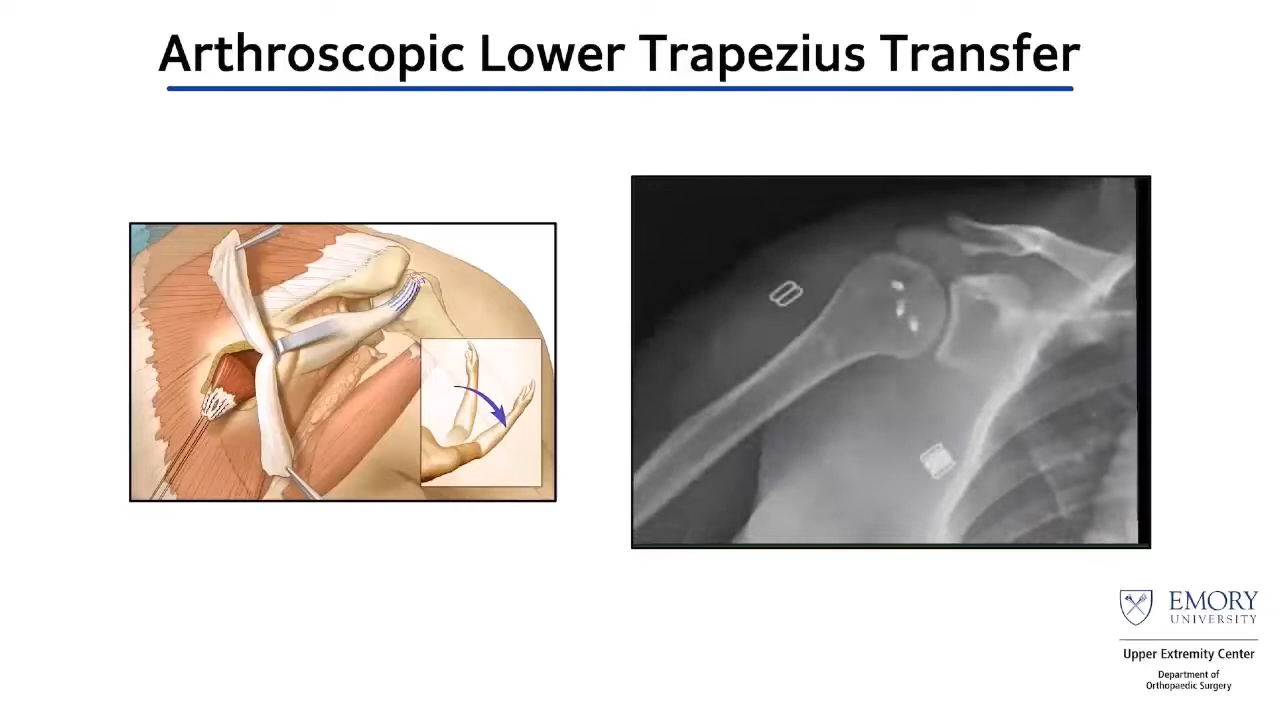 Arthroscopic Lower Trapezius Transfer
EMORY
UNIVERSITY
Upper Extremity Center
Department of
Orthopaedic Surgery